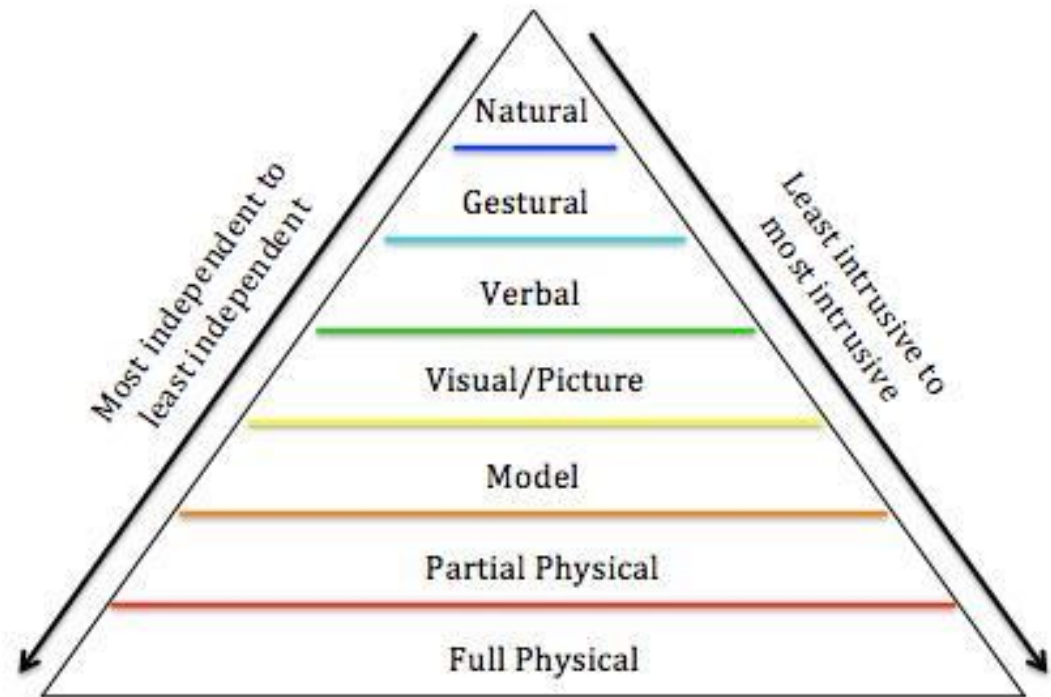 Natural
Gestural
Verbal
Visual/Picture
Model
Partial Physical
Full Physical
Most independent to
least independent
Least intrusive to
most intrusive